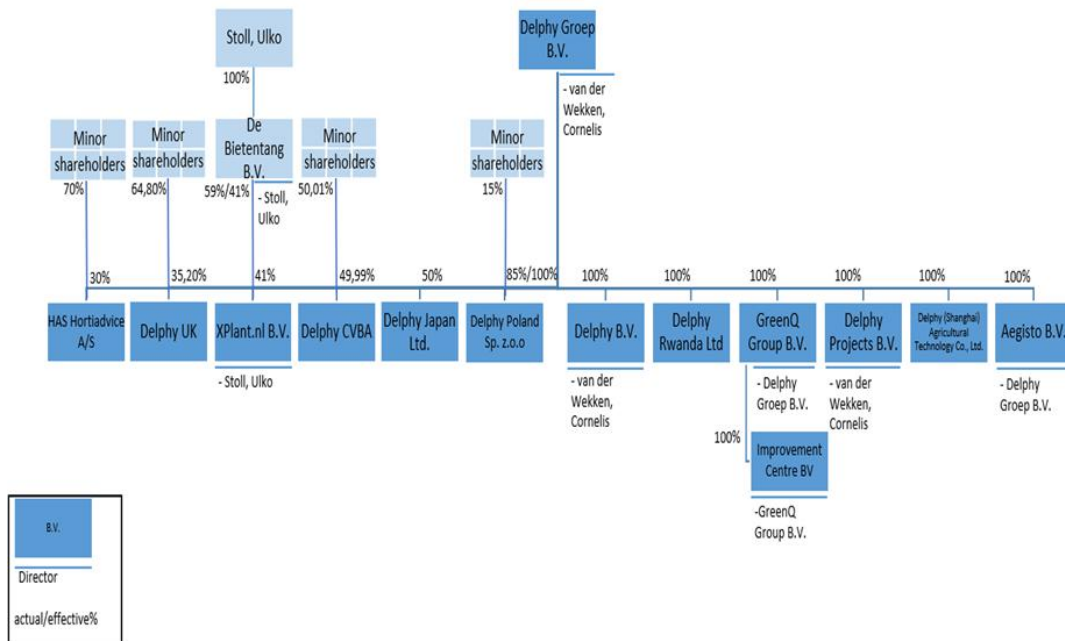 Stoll, Ulko
Delphy Groep
B.V.
100%
- van der
Wekken,
Cornelis
Minor
shareholders
Minor
shareholders
De
Bietentang
B.V.
Minor
shareholders
Minor
shareholders
70%
64,80%
59%/41%
- Stoll,
Ulko
50,01%
15%
30%
35,20%
41%
49,99%
50%
85%/100%
100%
100%
100%
100%
100%
100%
HAS Hortiadvice
A/S
Delphy UK
XPlant.nl B.V.
Delphy CVBA
Delphy Japan
Ltd.
Delphy Poland
Sp. z.o.o
Delphy B.V.
Delphy
Rwanda Ltd
GreenQ
Group B.V.
Delphy
Projects B.V.
Delphy (Shanghai)
Agricultural
Technology Co., Ltd.
Aegisto B.V.
- Stoll, Ulko
- van der
Wekken,
Cornelis
- Delphy
Groep B.V.
- van der
Wekken,
Cornelis
- Delphy
Groep B.V.
100%
Improvement
Centre BV
-GreenQ
Group B.V.
B.V.
Director
actual/effective%